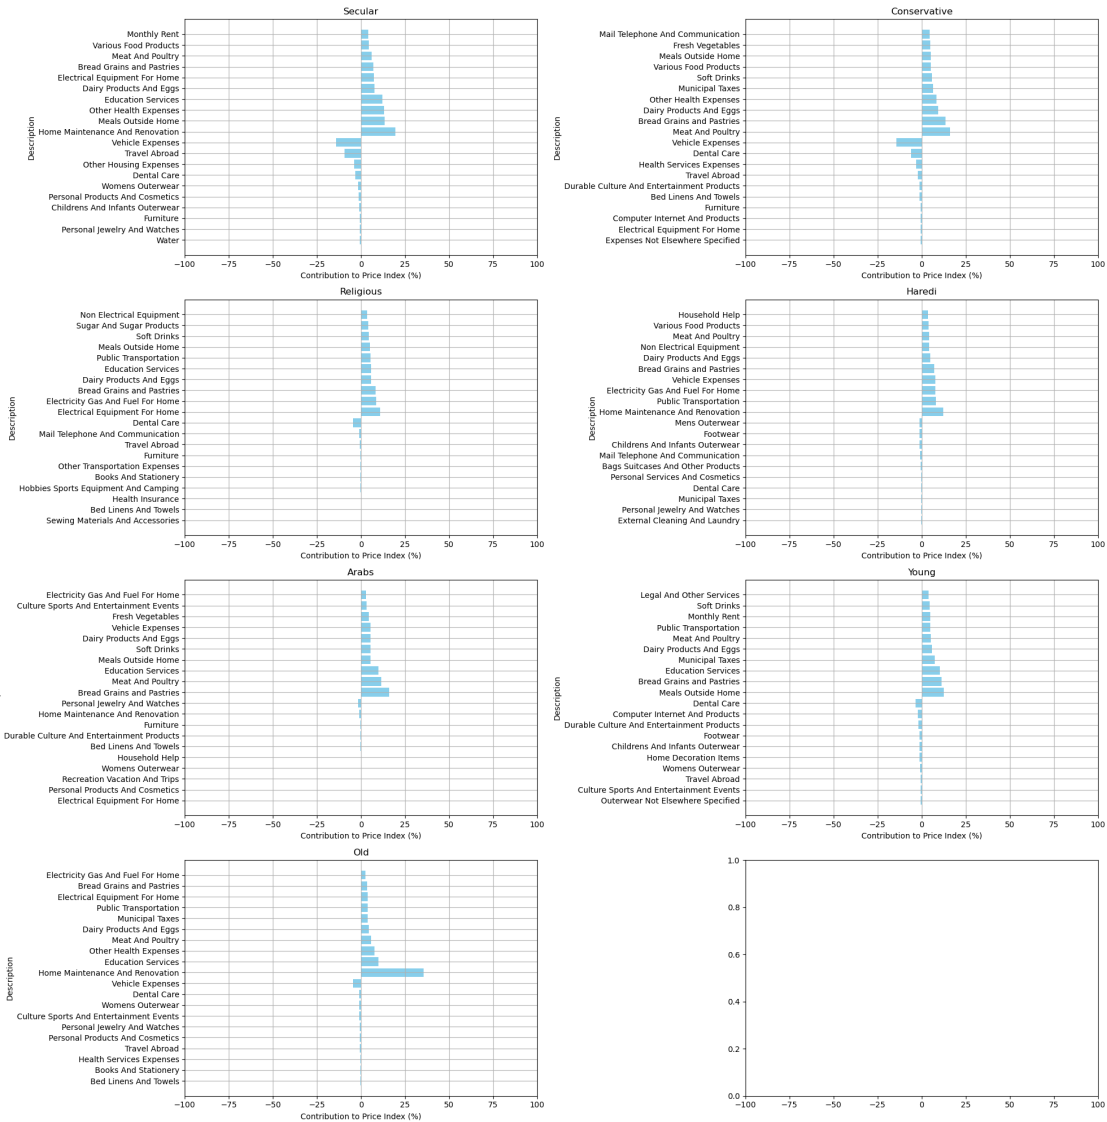 Secular
Description
Monthly Rent
Various Food Products
Meat And Poultry
Bread Grains and Pastries
Electrical Equipment For Home
Dairy Products And Eggs
Education Services
Other Health Expenses
Meals Outside Home
Home Maintenance And Renovation
Vehicle Expenses
Travel Abroad
Other Housing Expenses
Dental Care
Womens Outerwear
Personal Products And Cosmetics
Childrens And Infants Outerwear
Furniture
Personal Jewelry And Watches
Water
−100 −75 −50 −25 0 25 50 75 100
Contribution to Price Index (%)
Conservative
Description
Mail Telephone And Communication
Fresh Vegetables
Meals Outside Home
Various Food Products
Soft Drinks
Municipal Taxes
Other Health Expenses
Dairy Products And Eggs
Bread Grains and Pastries
Meat And Poultry
Vehicle Expenses
Dental Care
Health Services Expenses
Travel Abroad
Durable Culture And Entertainment Products
Bed Linens And Towels
Furniture
Computer Internet And Products
Electrical Equipment For Home
Expenses Not Elsewhere Specified
−100 −75 −50 −25 0 25 50 75 100
Contribution to Price Index (%)
Religious
Description
Non Electrical Equipment
Sugar And Sugar Products
Soft Drinks
Meals Outside Home
Public Transportation
Education Services
Dairy Products And Eggs
Bread Grains and Pastries
Electricity Gas And Fuel For Home
Electrical Equipment For Home
Dental Care
Mail Telephone And Communication
Travel Abroad
Furniture
Other Transportation Expenses
Books And Stationery
Hobbies Sports Equipment And Camping
Health Insurance
Bed Linens And Towels
Sewing Materials And Accessories
−100 −75 −50 −25 0 25 50 75 100
Contribution to Price Index (%)
Haredi
Description
Household Help
Various Food Products
Meat And Poultry
Non Electrical Equipment
Dairy Products And Eggs
Bread Grains and Pastries
Vehicle Expenses
Electricity Gas And Fuel For Home
Public Transportation
Home Maintenance And Renovation
Mens Outerwear
Footwear
Childrens And Infants Outerwear
Mail Telephone And Communication
Bags Suitcases And Other Products
Personal Services And Cosmetics
Dental Care
Municipal Taxes
Personal Jewelry And Watches
External Cleaning And Laundry
−100 −75 −50 −25 0 25 50 75 100
Contribution to Price Index (%)
Arabs
Electricity Gas And Fuel For Home
Culture Sports And Entertainment Events
Fresh Vegetables
Vehicle Expenses
Dairy Products And Eggs
Soft Drinks
Meals Outside Home
Education Services
Meat And Poultry
Bread Grains and Pastries
Personal Jewelry And Watches
Home Maintenance And Renovation
Furniture
Durable Culture And Entertainment Products
Bed Linens And Towels
Household Help
Womens Outerwear
Recreation Vacation And Trips
Personal Products And Cosmetics
Electrical Equipment For Home
−100 −75 −50 −25 0 25 50 75 100
Contribution to Price Index (%)
Young
Description
Legal And Other Services
Soft Drinks
Monthly Rent
Public Transportation
Meat And Poultry
Dairy Products And Eggs
Municipal Taxes
Education Services
Bread Grains and Pastries
Meals Outside Home
Dental Care
Computer Internet And Products
Durable Culture And Entertainment Products
Footwear
Childrens And Infants Outerwear
Home Decoration Items
Womens Outerwear
Travel Abroad
Culture Sports And Entertainment Events
Outerwear Not Elsewhere Specified
−100 −75 −50 −25 0 25 50 75 100
Contribution to Price Index (%)
Old
Description
Electricity Gas And Fuel For Home
Bread Grains and Pastries
Electrical Equipment For Home
Public Transportation
Municipal Taxes
Dairy Products And Eggs
Meat And Poultry
Other Health Expenses
Education Services
Home Maintenance And Renovation
Vehicle Expenses
Dental Care
Womens Outerwear
Culture Sports And Entertainment Events
Personal Jewelry And Watches
Personal Products And Cosmetics
Travel Abroad
Health Services Expenses
Books And Stationery
Bed Linens And Towels
−100 −75 −50 −25 0 25 50 75 100
Contribution to Price Index (%)
1.0
0.8
0.6
0.4
0.2
0.0
−100 −75 −50 −25 0 25 50 75 100